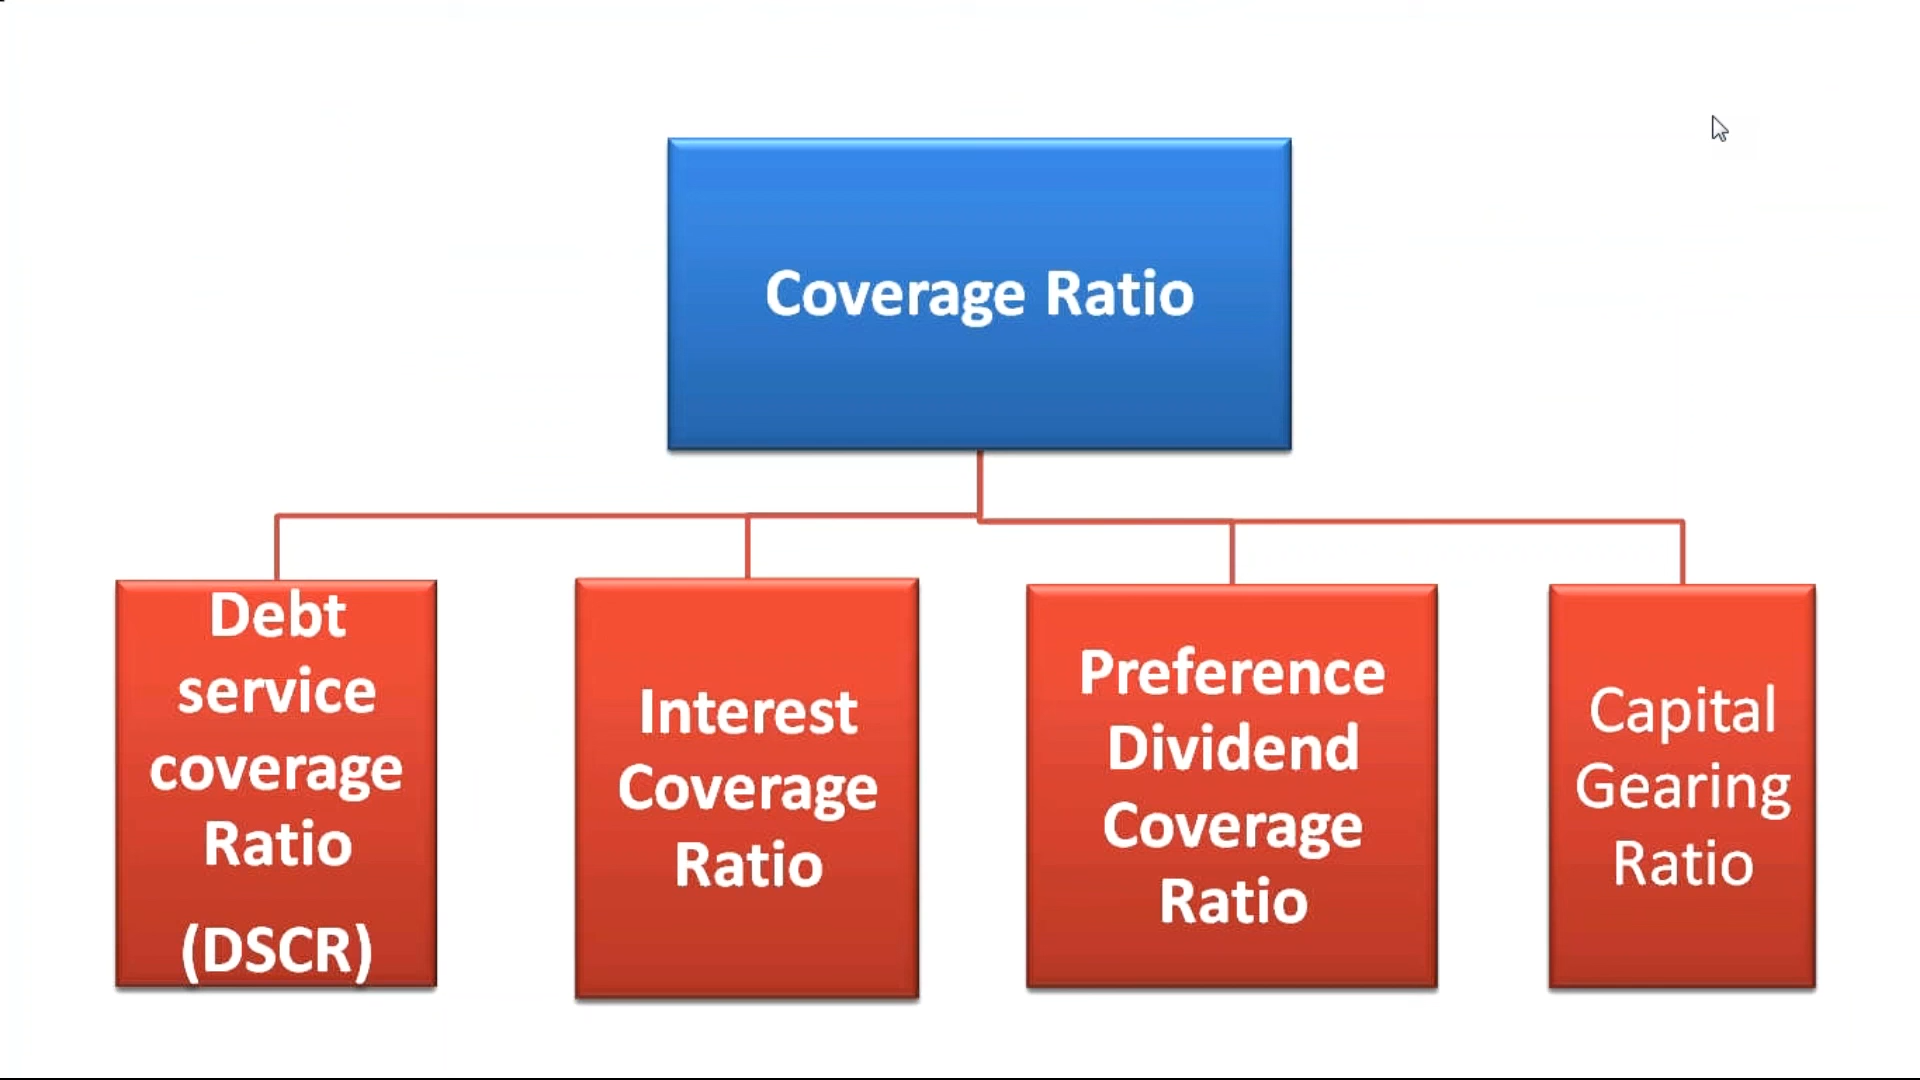 Coverage Ratio
Debt
service
coverage
Ratio
(DSCR)
Interest
Coverage
Ratio
Preference
Dividend
Coverage
Ratio
Capital
Gearing
Ratio